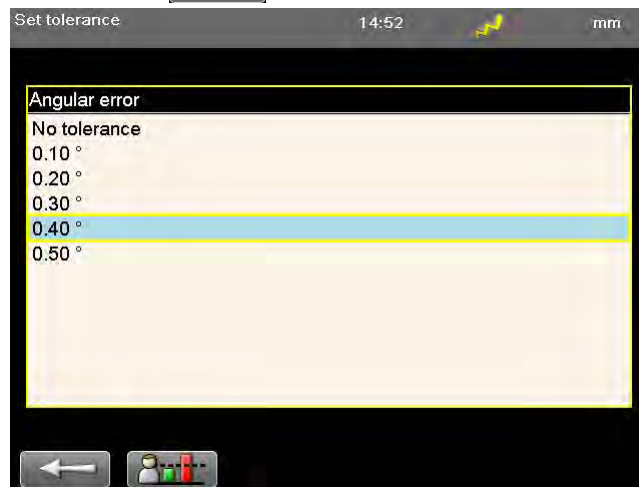 Set tolerance 14:52 mm
Angular error
No tolerance
0.10 °
0.20 °
0.30 °
0.40 °
0.50 °